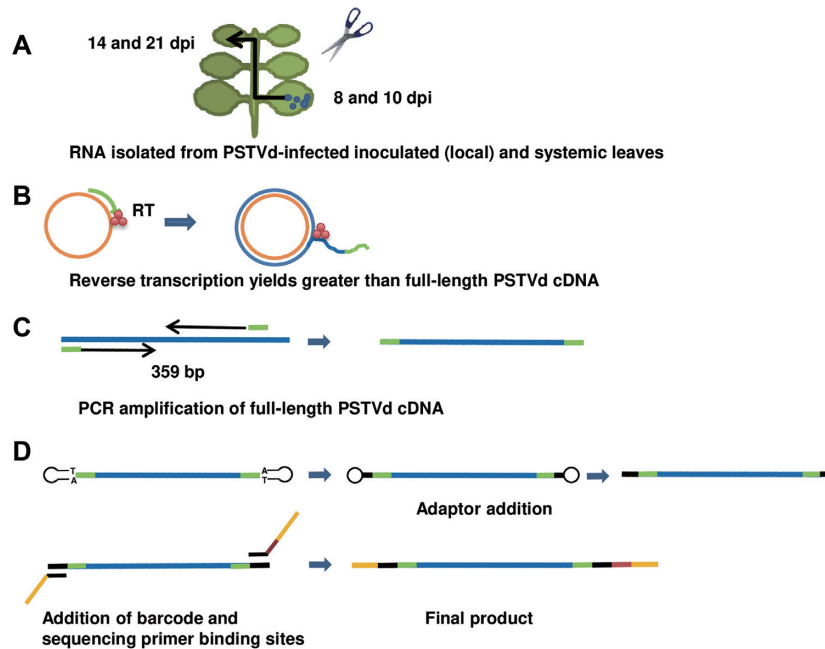 A
14 and 21 dpi
8 and 10 dpi
RNA isolated from PSTVd-infected inoculated (local) and systemic leaves
B
RT
Reverse transcription yields greater than full-length PSTVd cDNA
C
359 bp
PCR amplification of full-length PSTVd cDNA
D
T
A
A
T
Adaptor addition
Addition of barcode and
sequencing primer binding sites
Final product